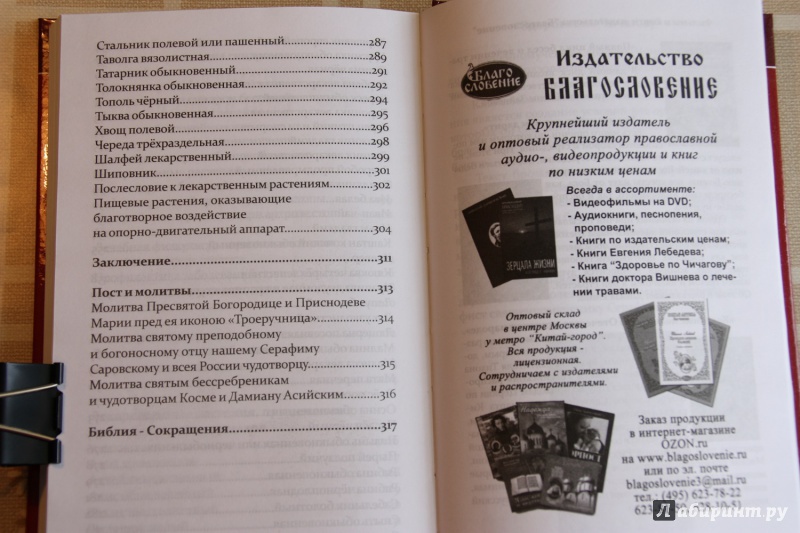 Стальник полевой или пашенный....................287
Таволга вязолистная....................289
Татарник обыкновенный....................291
Толокнянка обыкновенная....................292
Тополь чёрный....................294
Тыква обыкновенная....................295
Хвощ полевой....................296
Череда трёхраздельная....................298
Шалфей лекарственный....................299
Шиповник....................301
Послесловие к лекарственным растениям....................302
Пищевые растения, оказывающие
благотворное воздействие
на опорно-двигательный аппарат....................304
Заключение....................311
Пост и молитвы....................313
Молитва Пресвятой Богородице и Приснодеве
Марии пред ея иконою «Троеручница»....................314
Молитва святому преподобному
и богоносному отцу нашему Серафиму
Саровскому и всея России чудотворцу....................315
Молитва святым бессребреникам
и чудотворцам Косме и Дамиану Асийским....................316
Библия - Сокращения....................317
Благо
словение
Издательство
БЛАГОСЛОВЕНИЕ
Крупнейший издатель
и оптовый реализатор православной
аудио-, видеопродукции и книг
по низким ценам
ЗЕРЦАЛА ЖИЗНИ
Всегда в ассортименте:
- Видеофильмы на DVD;
- Аудиокниги, песнопения,
проповеди;
- Книги по издательским ценам;
- Книги Евгения Лебедева;
- Книга "Здоровье по Чичагову";
- Книги доктора Вишнева о лече-
нии травами.
Оптовый склад
в центре Москвы
у метро "Китай-город".
Вся продукция -
лицензионная.
Сотрудничаем с издателями
и распространителями.
Заказ продукции
в интернет-магазине
OZON.ru
на www.blagoslovenie.ru
или по эл. почте
blagoslovenie3@mail.ru
тел.: (495) 623-78-22
Лабиринт.ру